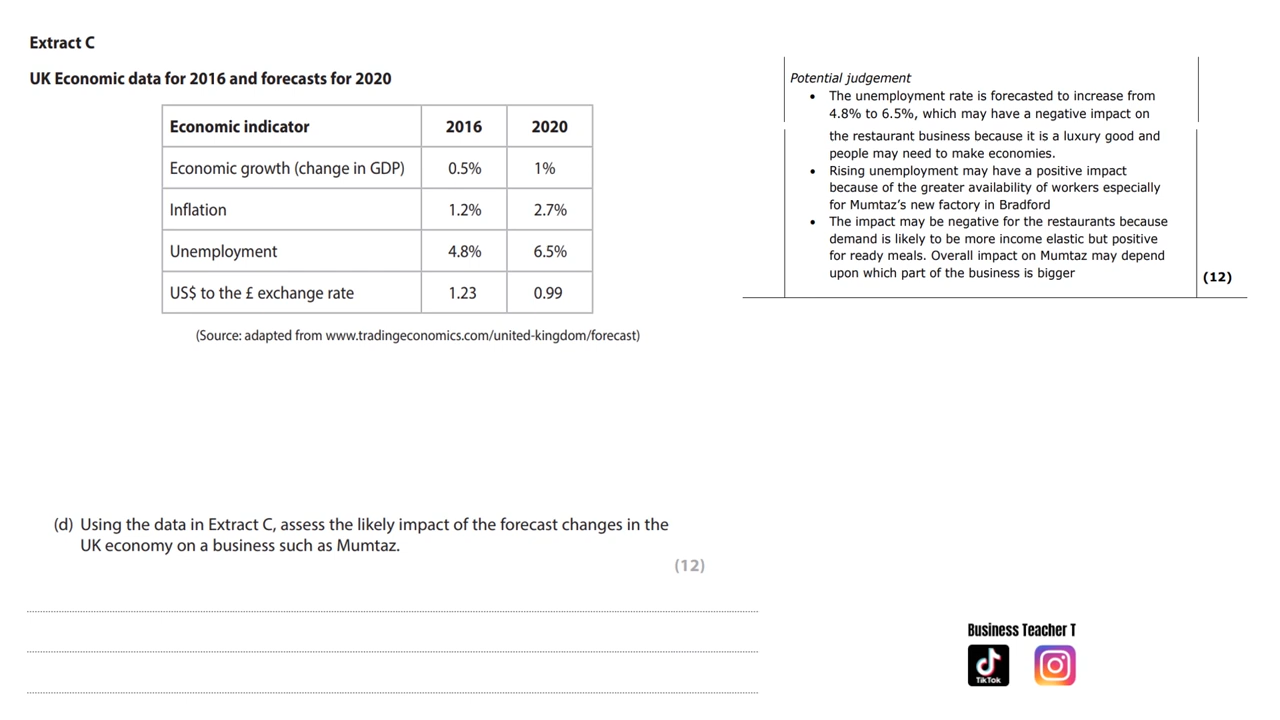 Extract C
UK Economic data for 2016 and forecasts for 2020
Economic indicator 2016 2020
Economic growth (change in GDP) 0.5% 1%
Inflation 1.2% 2.7%
Unemployment 4.8% 6.5%
US$ to the £ exchange rate 1.23 0.99
(Source: adapted from www.tradingeconomics.com/united-kingdom/forecast)
Potential judgement
• The unemployment rate is forecasted to increase from
4.8% to 6.5%, which may have a negative impact on
the restaurant business because it is a luxury good and
people may need to make economies.
• Rising unemployment may have a positive impact
because of the greater availability of workers especially
for Mumtaz's new factory in Bradford
• The impact may be negative for the restaurants because
demand is likely to be more income elastic but positive
for ready meals. Overall impact on Mumtaz may depend
upon which part of the business is bigger
(12)
(d) Using the data in Extract C, assess the likely impact of the forecast changes in the
UK economy on a business such as Mumtaz.
(12)
Business Teacher T
TikTok